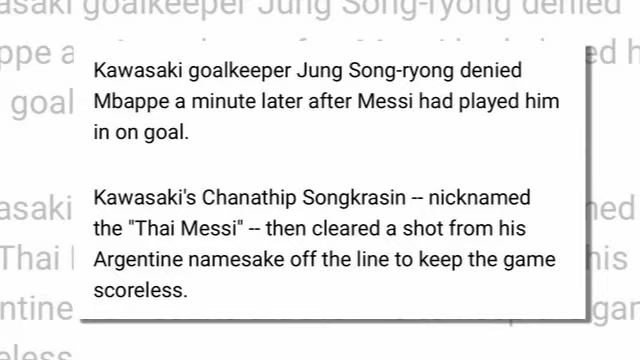 Kawasaki goalkeeper Jung Song-ryong denied
Mbappe a minute later after Messi had played him
in on goal.
Kawasaki's Chanathip Songkrasin -- nicknamed
the "Thai Messi" -- then cleared a shot from his
Argentine namesake off the line to keep the game
scoreless.